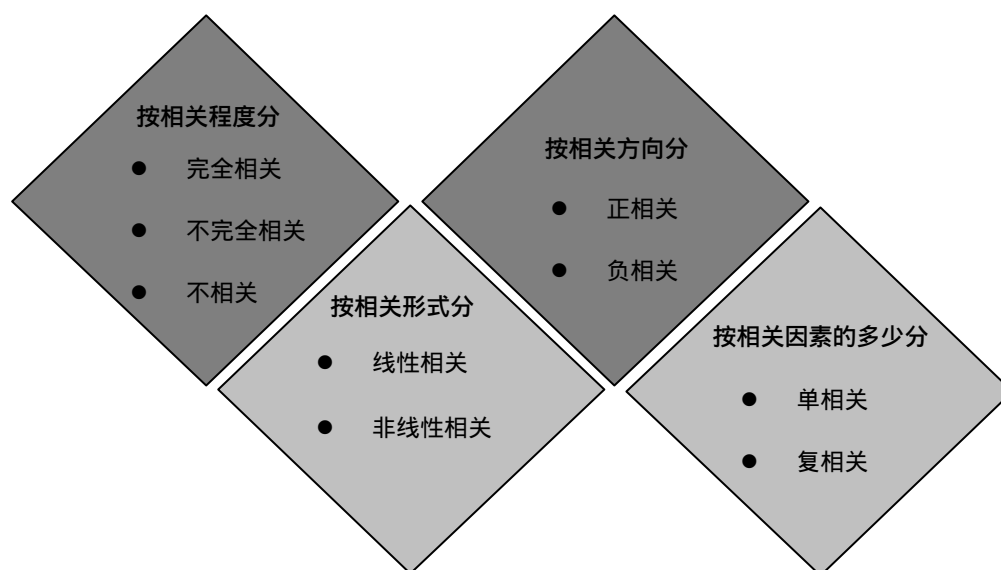 按相关程度分
● 完全相关
● 不完全相关
● 不相关
按相关形式分
● 线性相关
● 非线性相关
按相关方向分
● 正相关
● 负相关
按相关因素的多少分
● 单相关
● 复相关